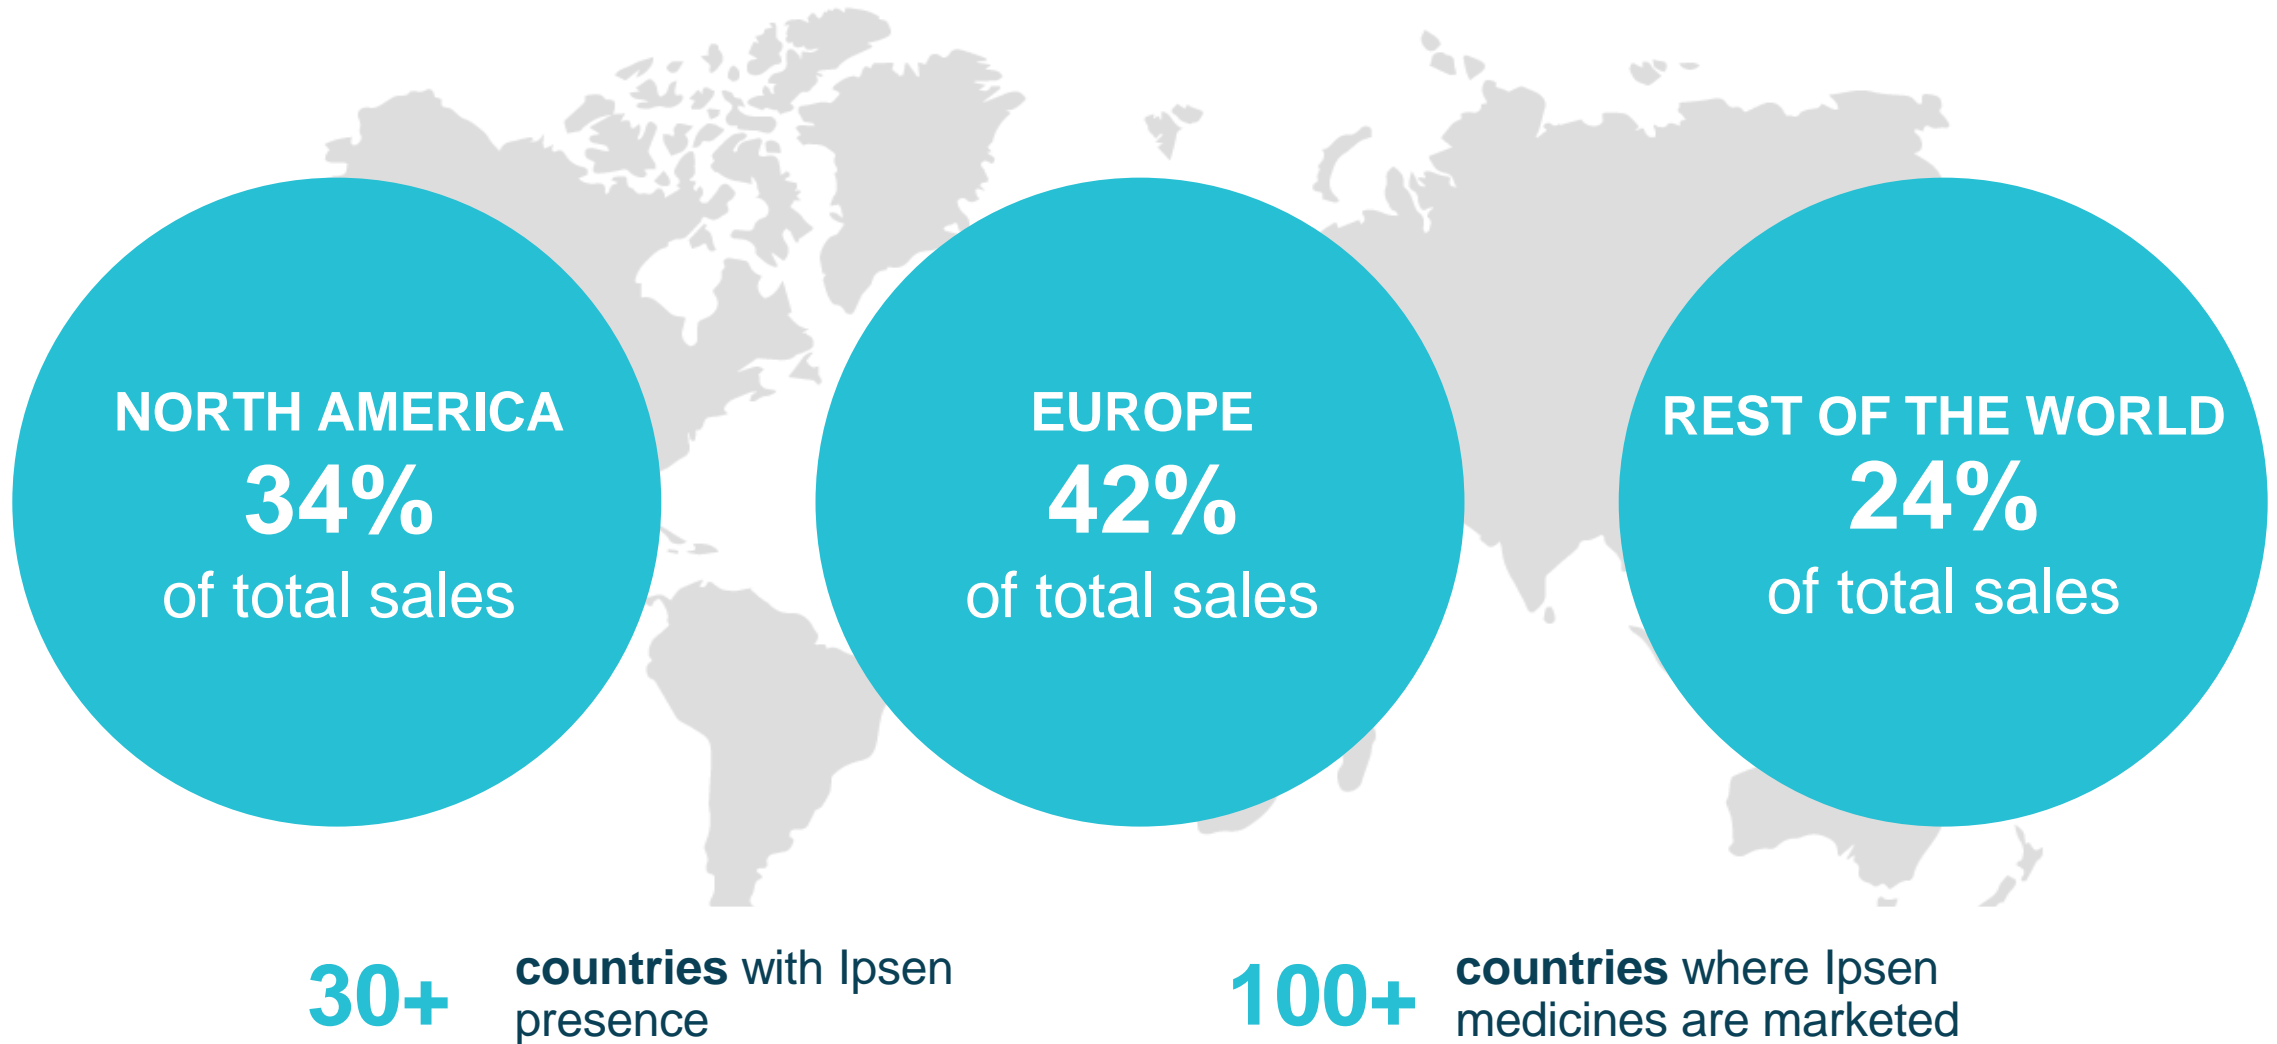 NORTH AMERICA
34%
of total sales
EUROPE
42%
of total sales
REST OF THE WORLD
24%
of total sales
30+
countries with Ipsen
presence
100+
countries where Ipsen
medicines are marketed